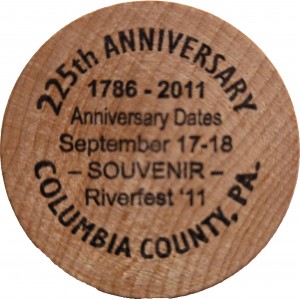 225th ANNIVERSARY
1786 - 2011
Anniversary Dates
September 17-18
– SOUVENIR –
Riverfest '11
COLUMBIA COUNTY, PA.